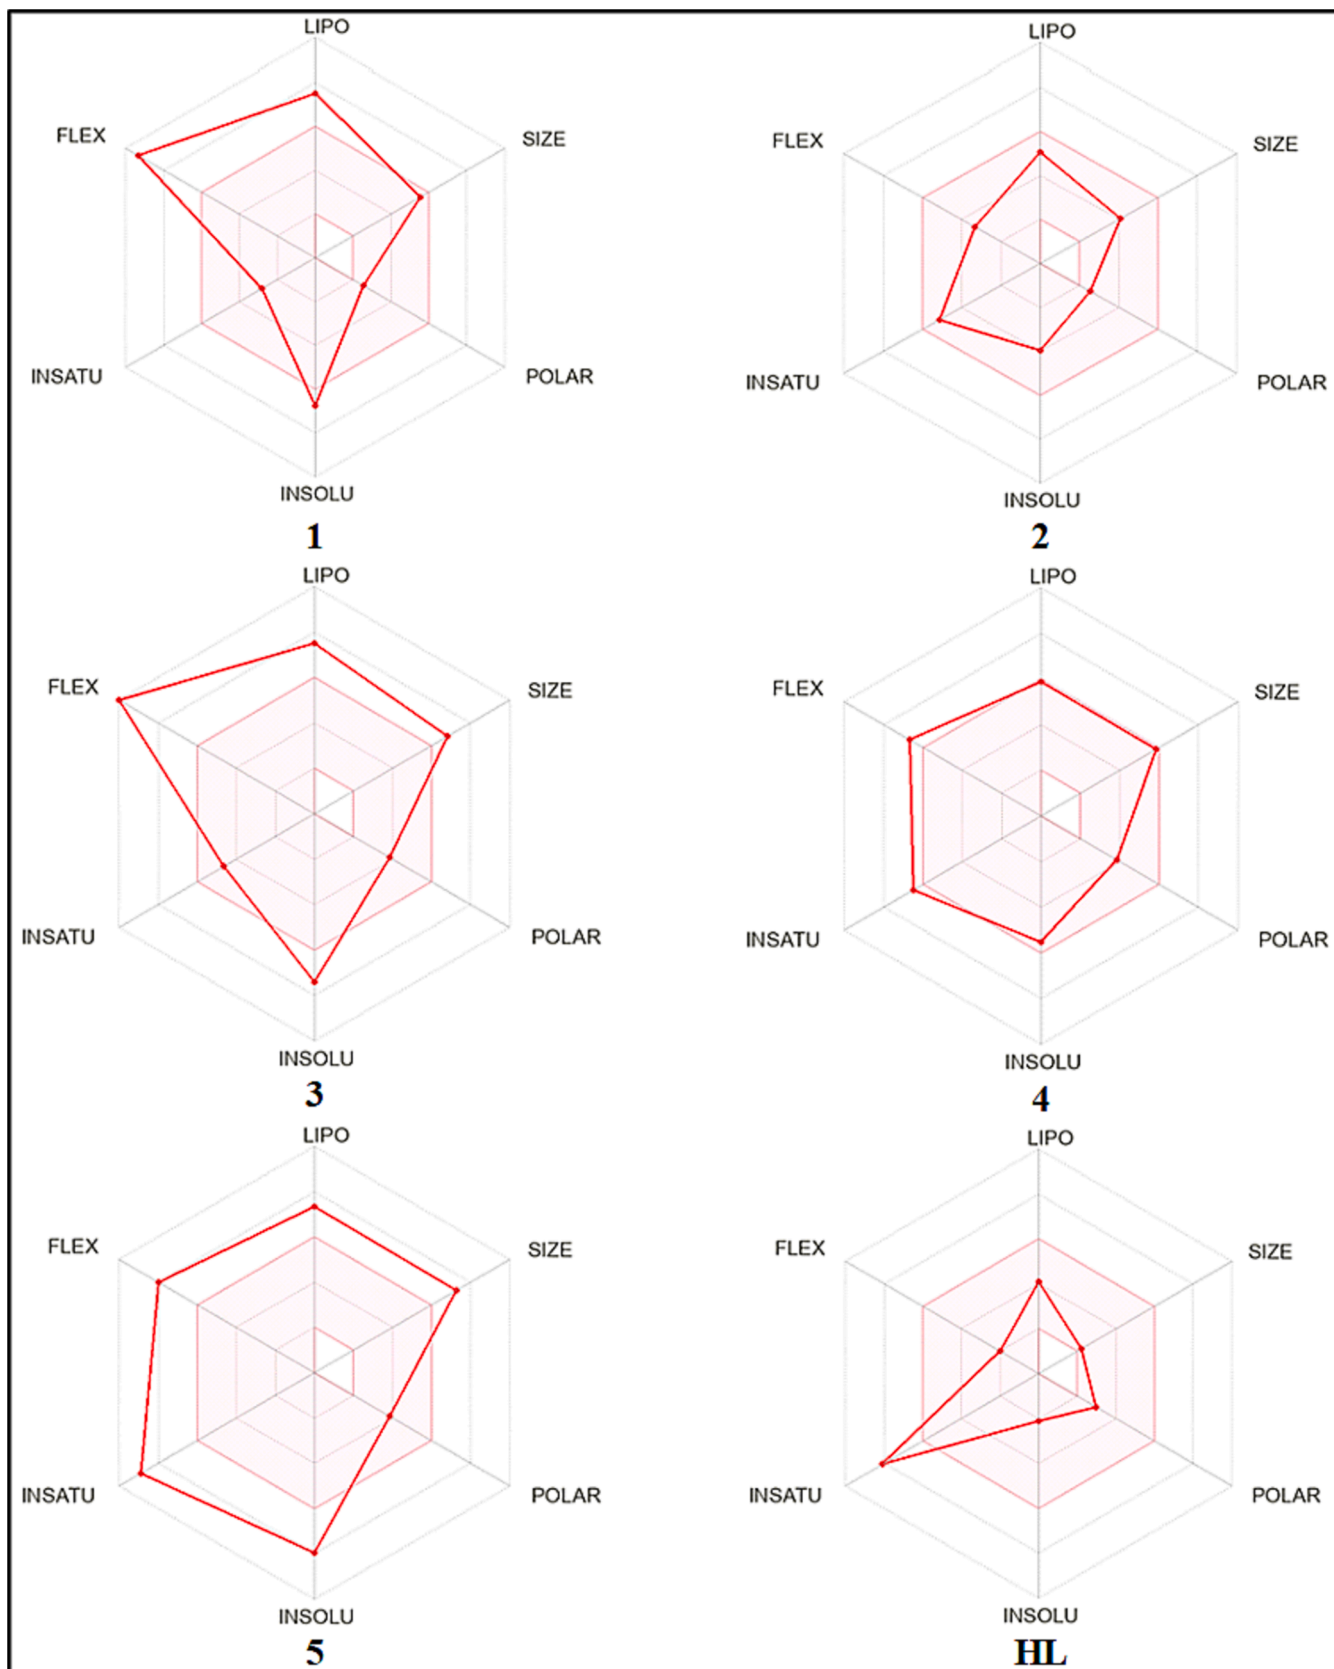 LIPO
FLEX
SIZE
INSATU
POLAR
INSOLU
1
LIPO
FLEX
SIZE
INSATU
POLAR
INSOLU
2
LIPO
FLEX
SIZE
INSATU
POLAR
INSOLU
3
LIPO
FLEX
SIZE
INSATU
POLAR
INSOLU
4
LIPO
FLEX
SIZE
INSATU
POLAR
INSOLU
5
LIPO
FLEX
SIZE
INSATU
POLAR
INSOLU
HL